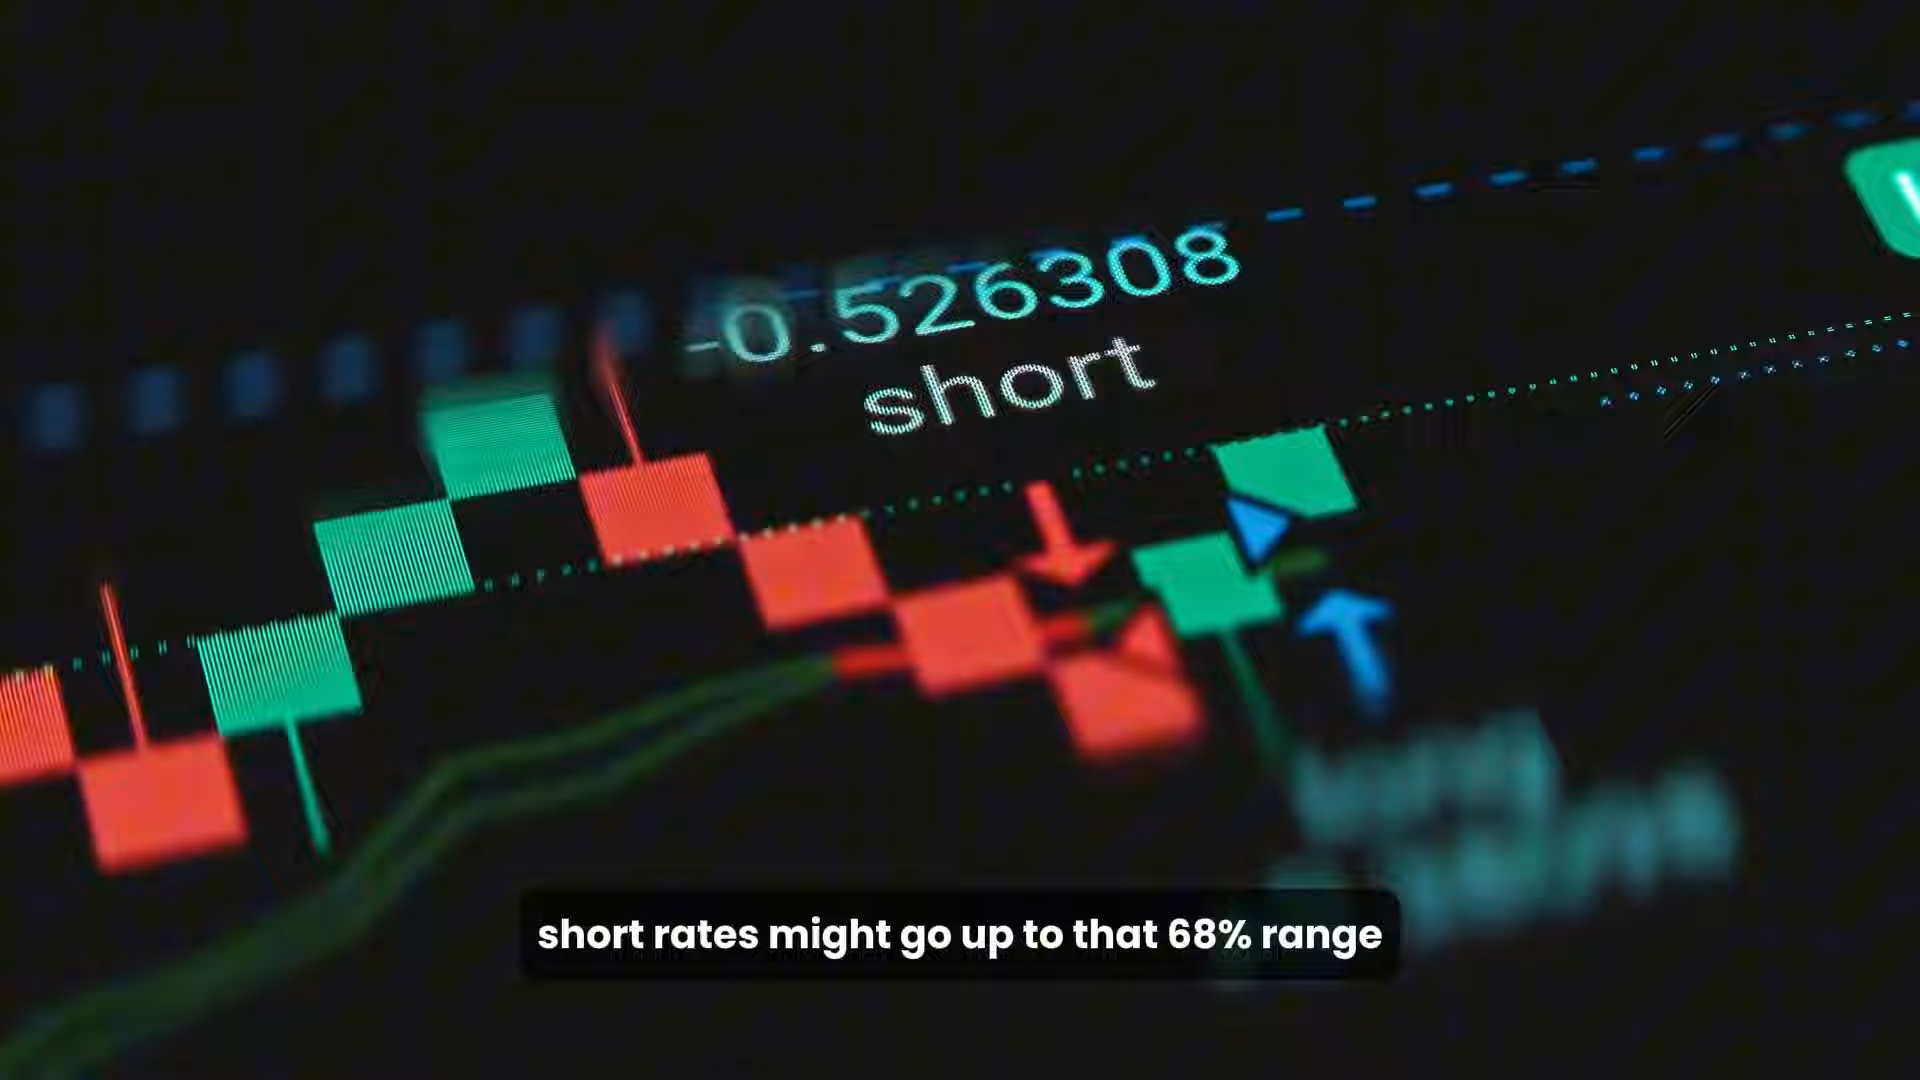 -0.526308
short
short rates might go up to that 68% range